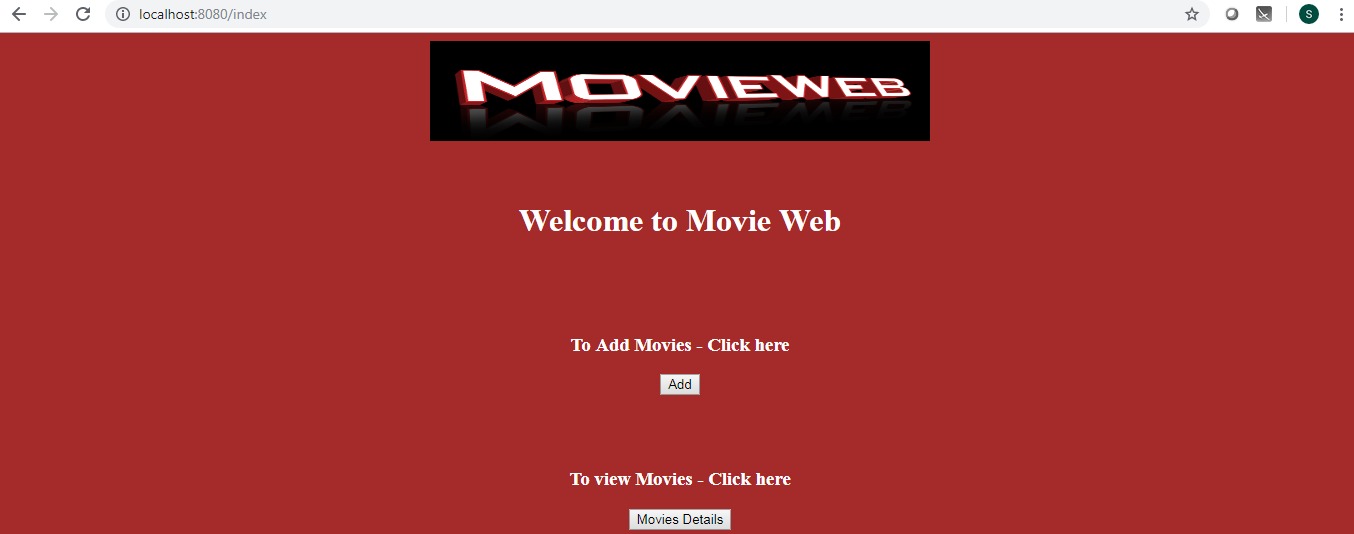 localhost:8080/index
S
MOVIEWEB
Welcome to Movie Web
To Add Movies - Click here
Add
To view Movies - Click here
Movies Details